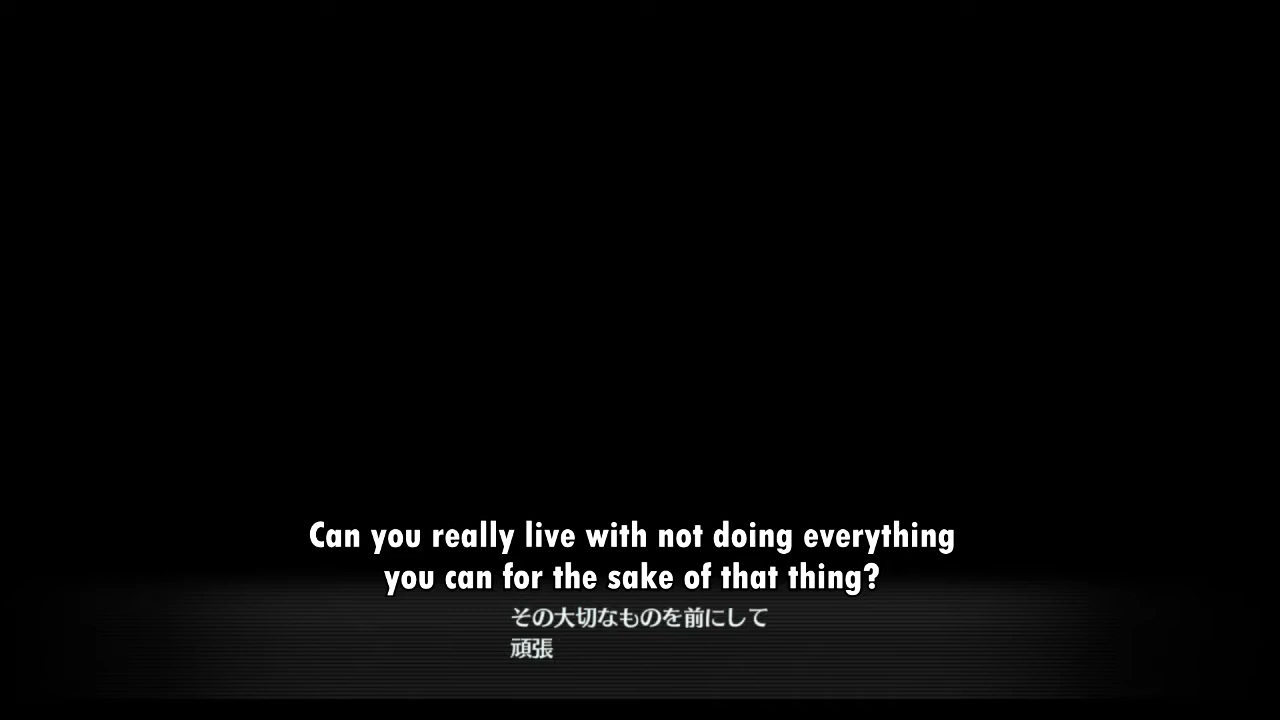 Can you really live with not doing everything
you can for the sake of that thing?
その大切なものを前にして
頑張